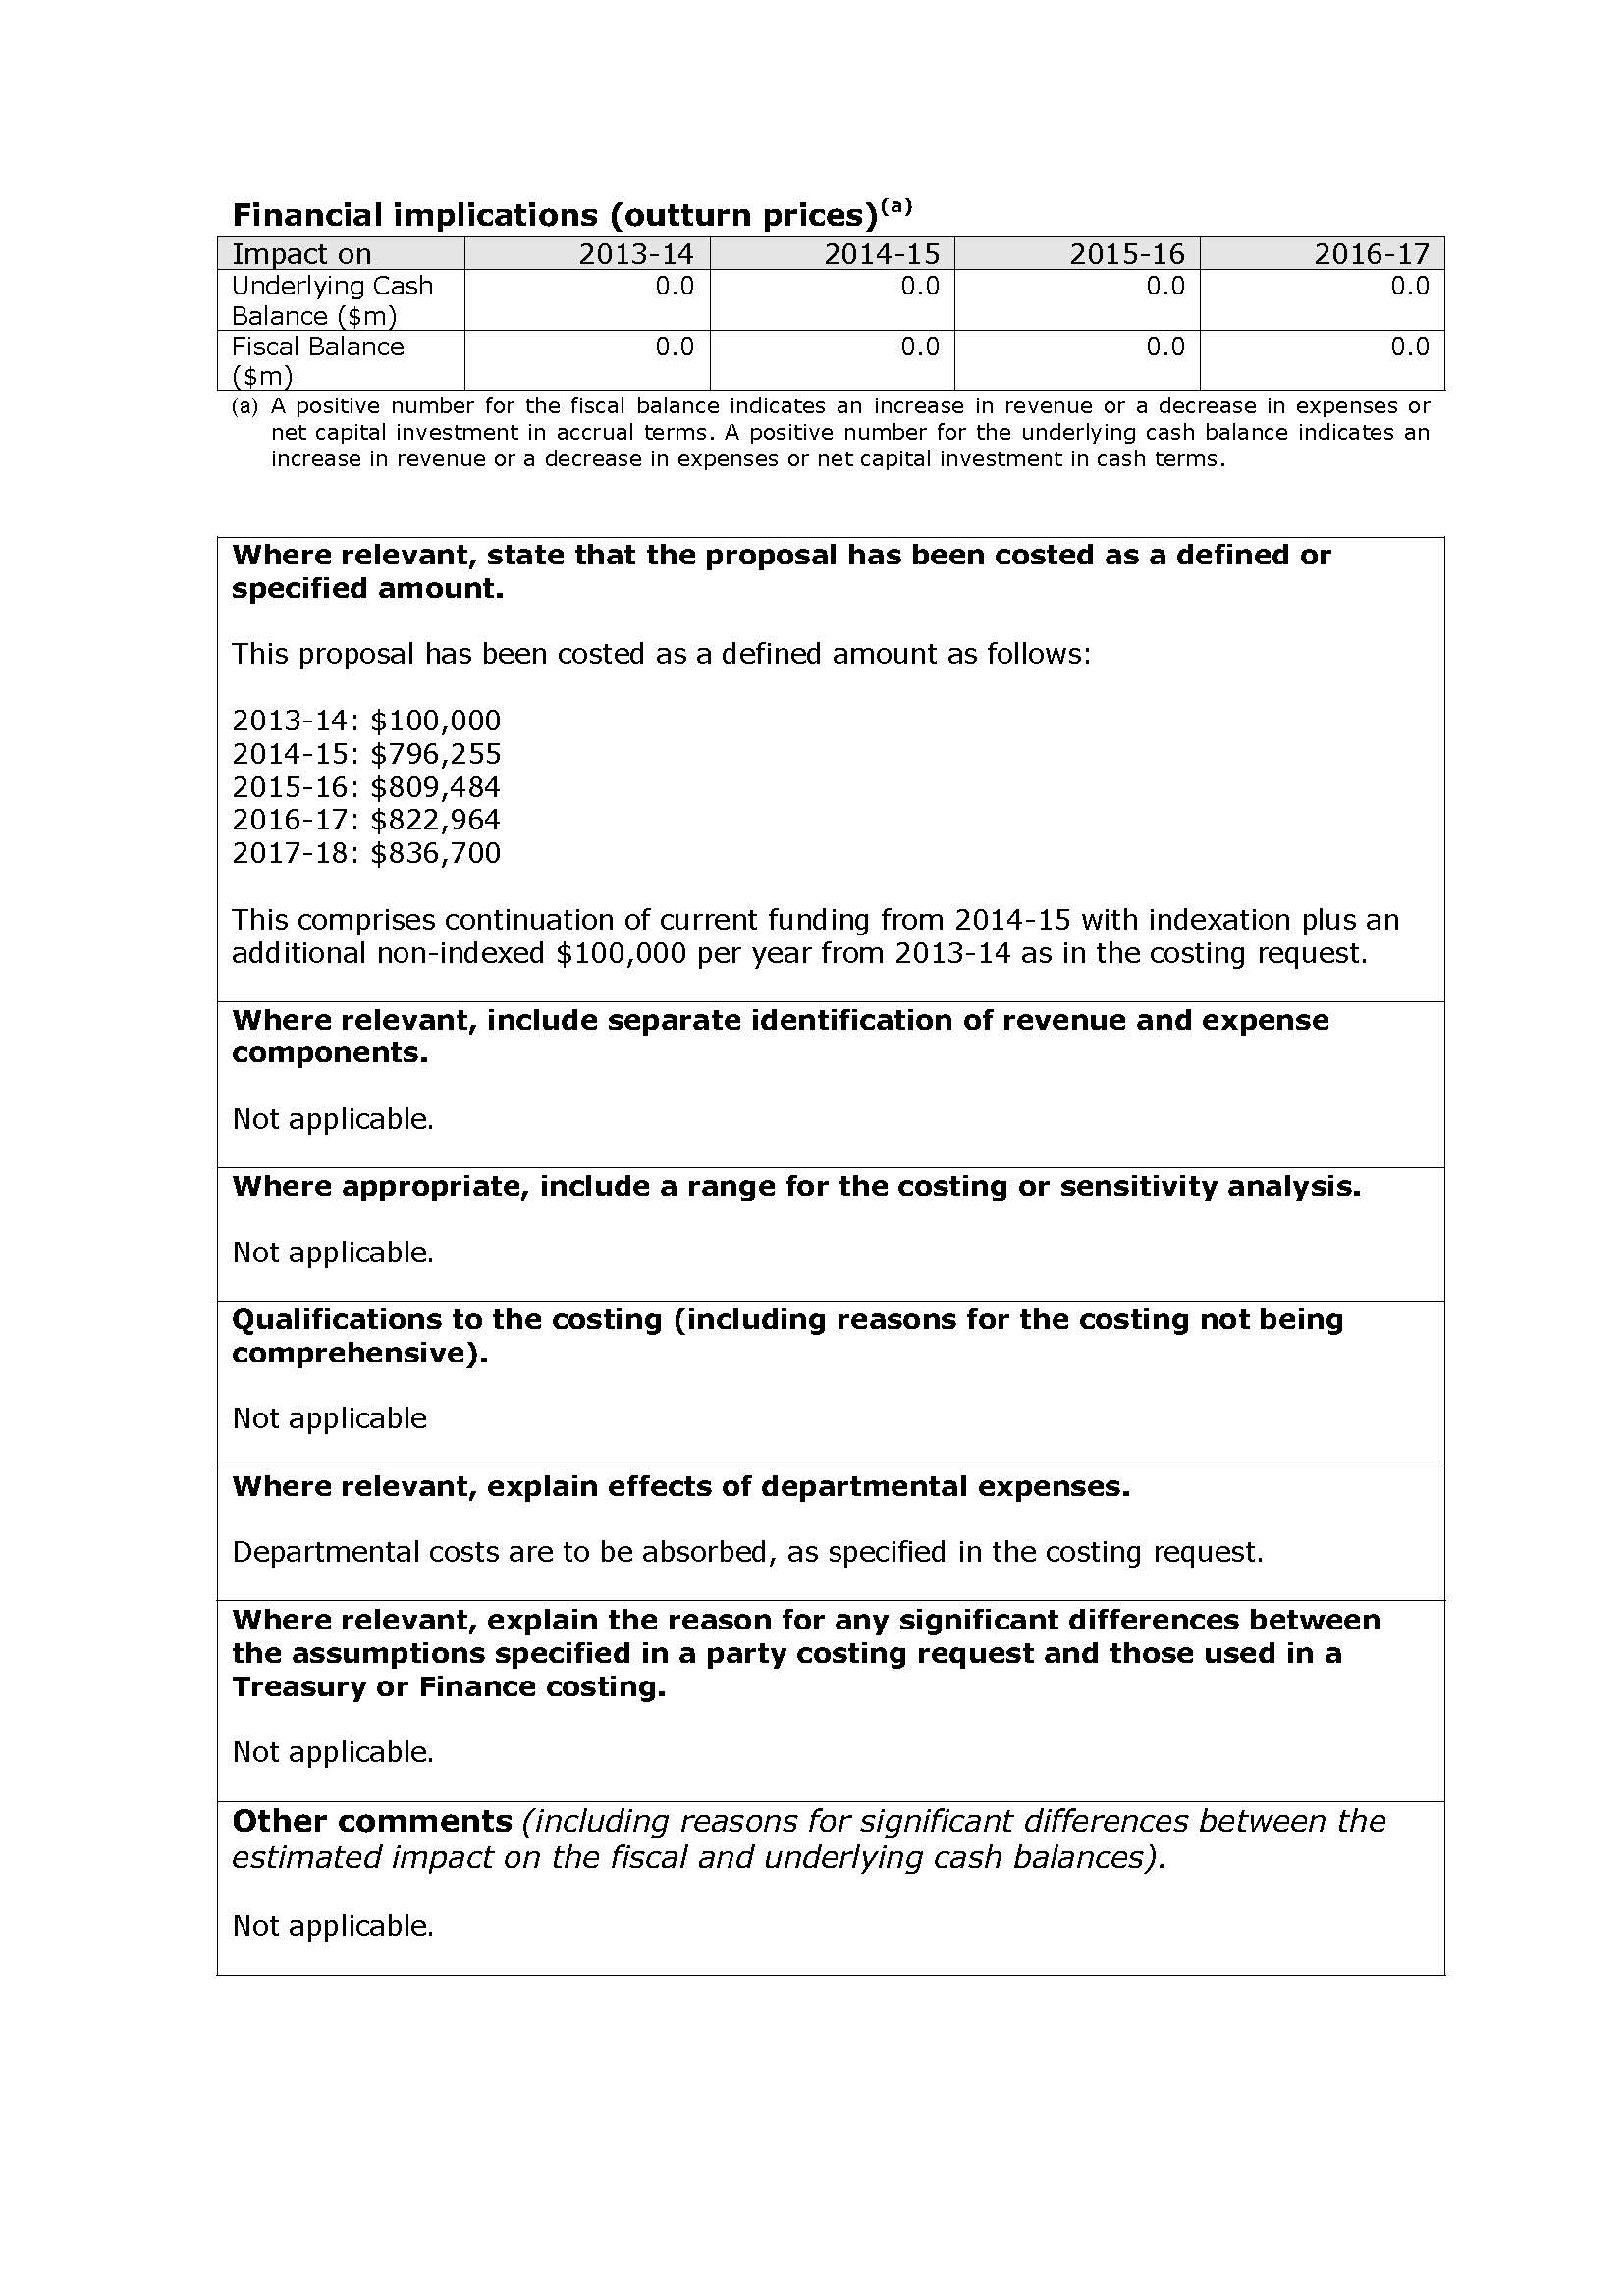 Financial implications (outturn prices)(a)
Impact on 2013-14 2014-15 2015-16 2016-17
Underlying Cash 0.0 0.0 0.0 0.0
Balance ($m)
Fiscal Balance 0.0 0.0 0.0 0.0
($m)
(a) A positive number for the fiscal balance indicates an increase in revenue or a decrease in expenses or
net capital investment in accrual terms. A positive number for the underlying cash balance indicates an
increase in revenue or a decrease in expenses or net capital investment in cash terms.
Where relevant, state that the proposal has been costed as a defined or
specified amount.
This proposal has been costed as a defined amount as follows:
2013-14: $100,000
2014-15: $796,255
2015-16: $809,484
2016-17: $822,964
2017-18: $836,700
This comprises continuation of current funding from 2014-15 with indexation plus an
additional non-indexed $100,000 per year from 2013-14 as in the costing request.
Where relevant, include separate identification of revenue and expense
components.
Not applicable.
Where appropriate, include a range for the costing or sensitivity analysis.
Not applicable.
Qualifications to the costing (including reasons for the costing not being
comprehensive).
Not applicable
Where relevant, explain effects of departmental expenses.
Departmental costs are to be absorbed, as specified in the costing request.
Where relevant, explain the reason for any significant differences between
the assumptions specified in a party costing request and those used in a
Treasury or Finance costing.
Not applicable.
Other comments (including reasons for significant differences between the
estimated impact on the fiscal and underlying cash balances).
Not applicable.